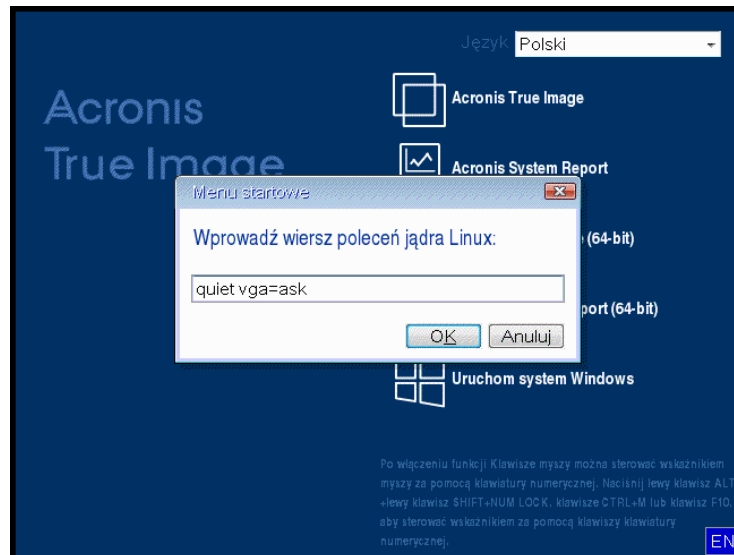 Język Polski
Acronis
True Image
Acronis True Image
Acronis System Report
Menu startowe
Wprowadź wiersz poleceń jądra Linux:
(64-bit)
quiet vga=ask
port (64-bit)
OK Anuluj
Uruchom system Windows
Po włączeniu funkcji Klawisze myszy można sterować wskaźnikiem
myszy za pomocą klawiatury numerycznej. Naciśnij lewy klawisz ALT
+lewy klawisz SHIFT+NUM LOCK, klawisze CTRL+M lub klawisz F10,
aby sterować wskaźnikiem za pomocą klawiszy klawiatury
numerycznej.
EN